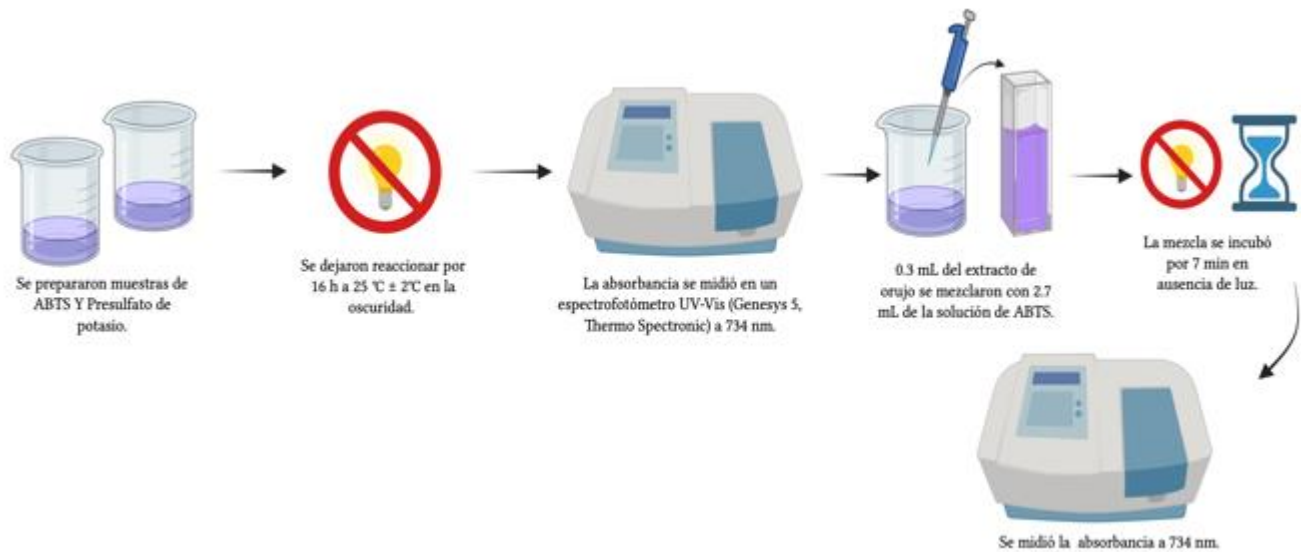 Se prepararon muestras de
ABTS Y Presulfato de
potasio.
Se dejaron reaccionar por
16 h a 25 ℃ ± 2℃ en la
oscuridad.
La absorbancia se midió en un
espectrofotómetro UV-Vis (Genesys 5,
Thermo Spectronic) a 734 nm.
0.3 mL del extracto de
orujo se mezclaron con 2.7
mL de la solución de ABTS.
La mezcla se incubó
por 7 min en
ausencia de luz.
Se midió la absorbancia a 734 nm.